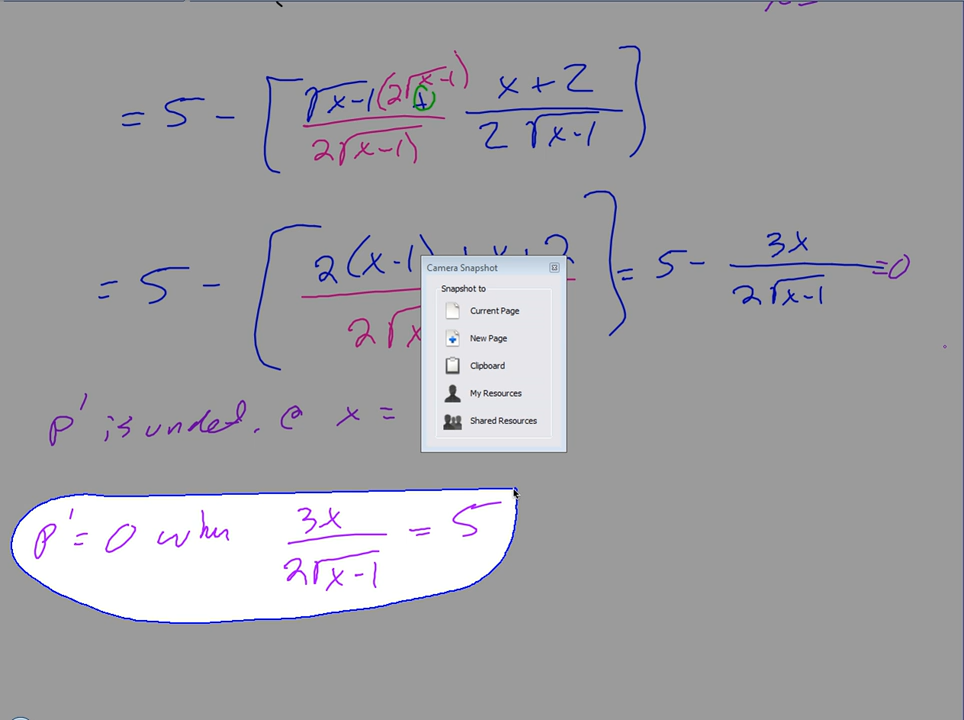 = 5 - [ √x-1 (2√x-1) / 2√x-1 + x + 2 / 2√x-1 ]
= 5 - [ 2(x-1) + x + 2 / 2√x ] = 5 - 3x / 2√x-1 = 0
P' is undef. @ x =
P' = 0 when 3x / 2√x-1 = 5
Camera Snapshot
Snapshot to
Current Page
New Page
Clipboard
My Resources
Shared Resources